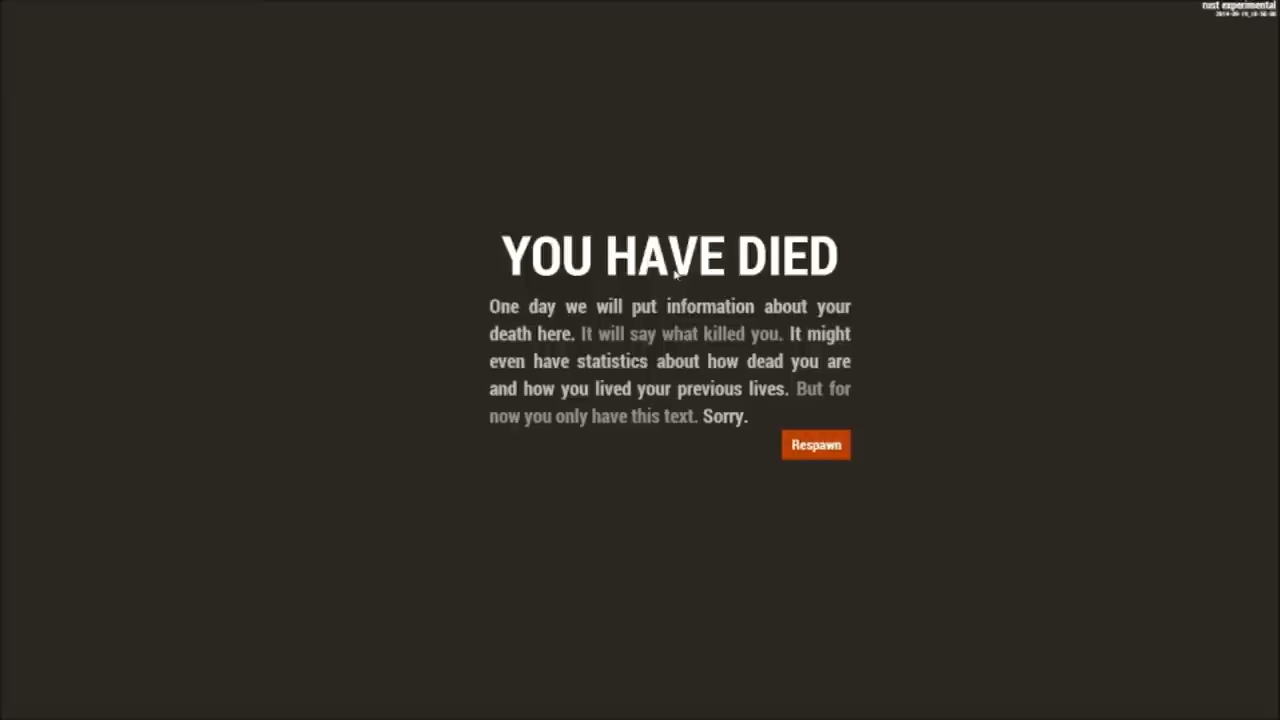 rust experimental
YOU HAVE DIED
One day we will put information about your
death here. It will say what killed you. It might
even have statistics about how dead you are
and how you lived your previous lives. But for
now you only have this text. Sorry.
Respawn